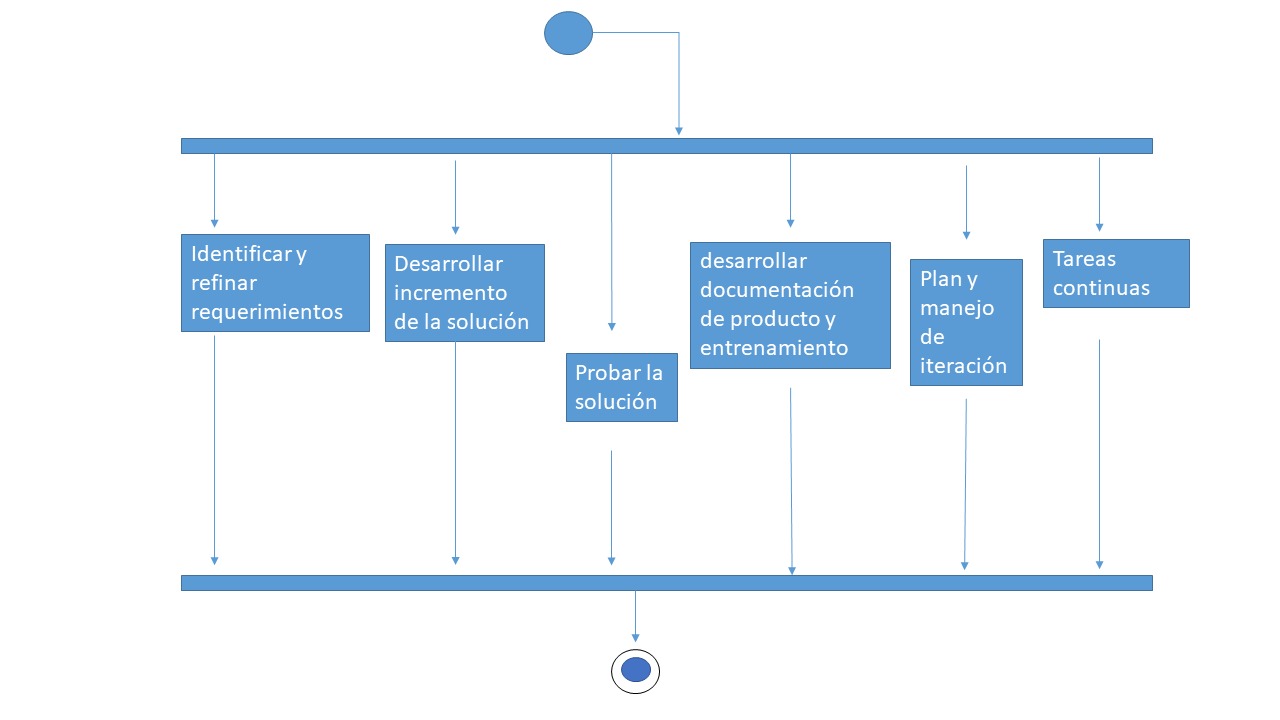 Identificar y
refinar
requerimientos
Desarrollar
incremento
de la solución
Probar la
solución
desarrollar
documentación
de producto y
entrenamiento
Plan y
manejo
de
iteración
Tareas
continuas